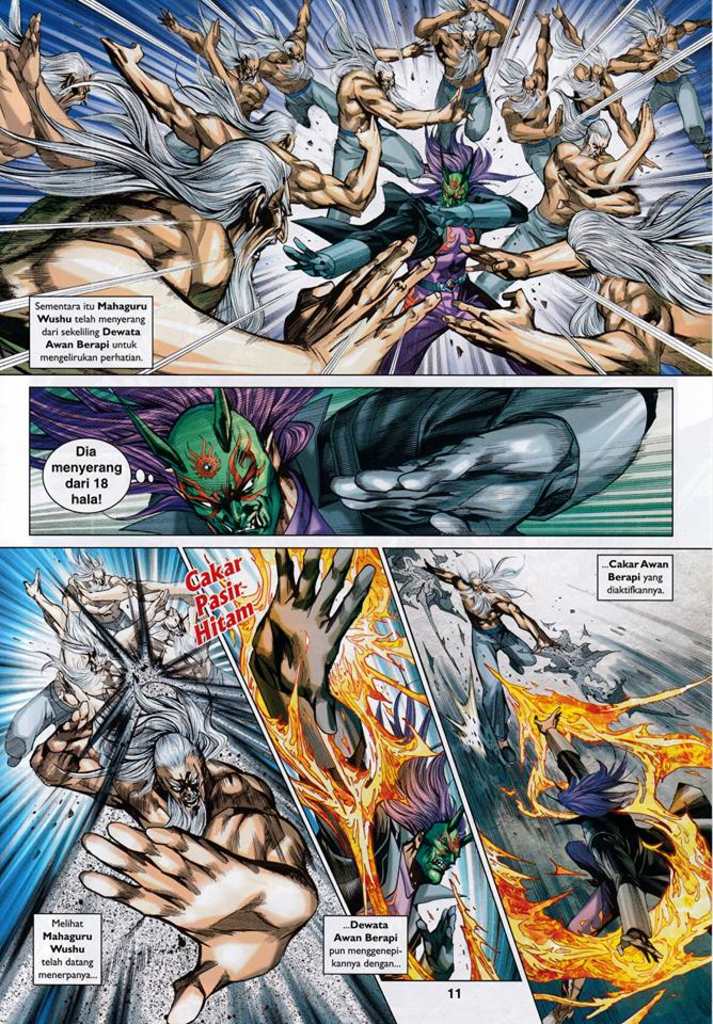 Sementara itu Mahaguru
Wushu telah menyerang
dari sekeliling Dewata
Awan Berapi untuk
mengelirukan perhatian.
Dia
menyerang
dari 18
hala!
Cakar
Pasir
Hitam
...Cakar Awan
Berapi yang
diaktifkannya.
Melihat
Mahaguru
Wushu
telah datang
menerpanya...
...Dewata
Awan Berapi
pun mengenepi-
kannya dengan...
11